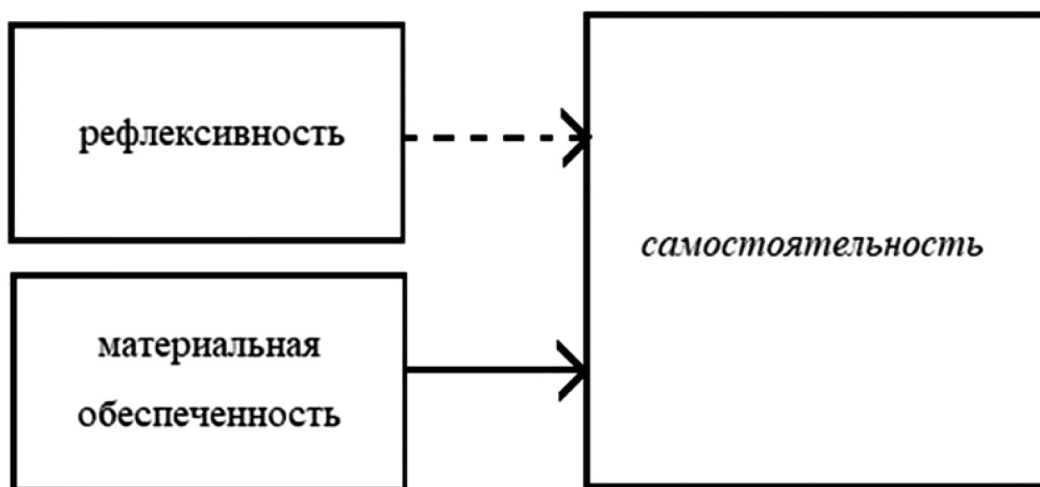 рефлексивность
самостоятельность
материальная
обеспеченность